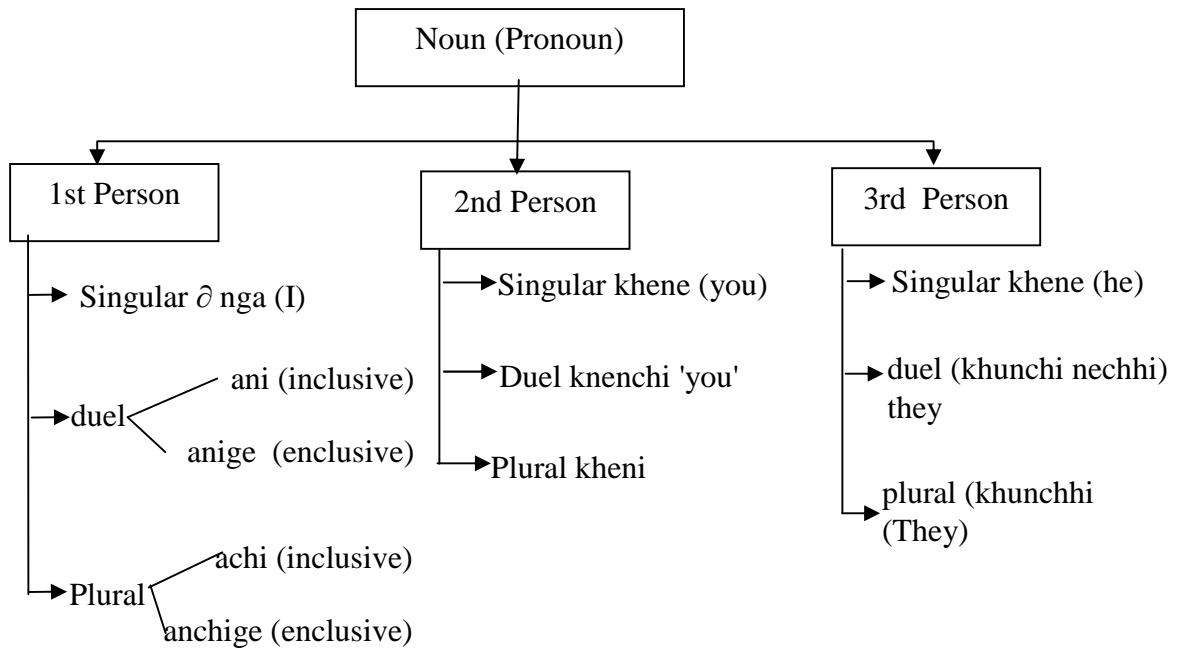 Noun (Pronoun)
1st Person
Singular ∂ nga (I)
duel
ani (inclusive)
anige (enclusive)
Plural
achi (inclusive)
anchige (enclusive)
2nd Person
Singular khene (you)
Duel knenchi 'you'
Plural kheni
3rd Person
Singular khene (he)
duel (khunchi nechhi)
they
plural (khunchhi
(They)